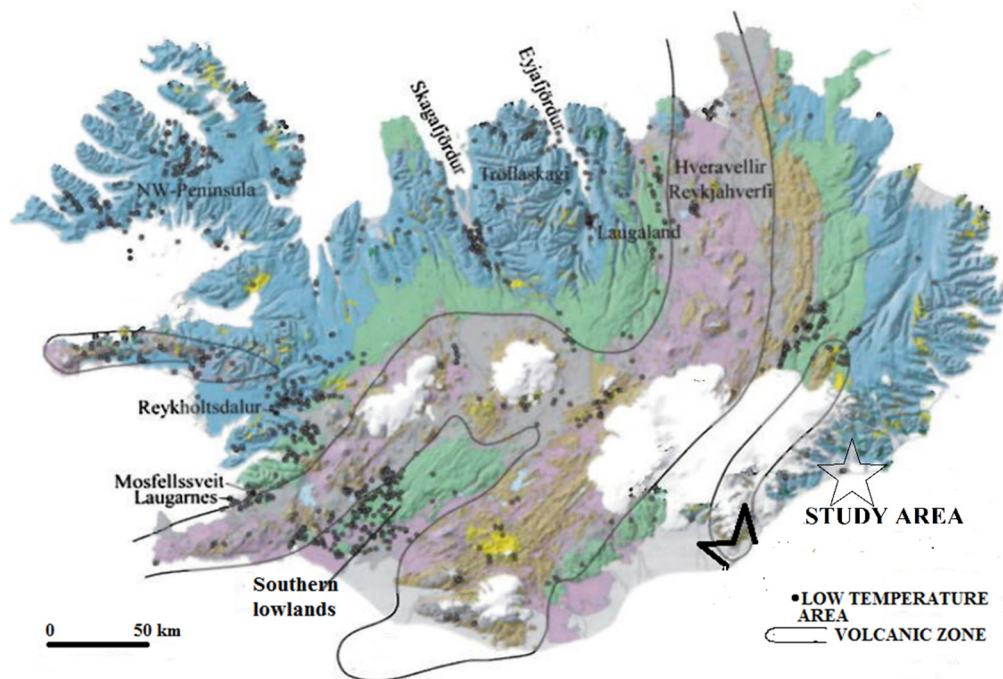 Eyjafjördur
Skagafjördur
NW-Peninsula
Tröllaskagi
Hveravellir
Reykjahverfi
Laugaland
Reykholtsdalur
Mosfellssveit
Laugarnes
STUDY AREA
Southern
lowlands
0 50 km
LOW TEMPERATURE
AREA
VOLCANIC ZONE